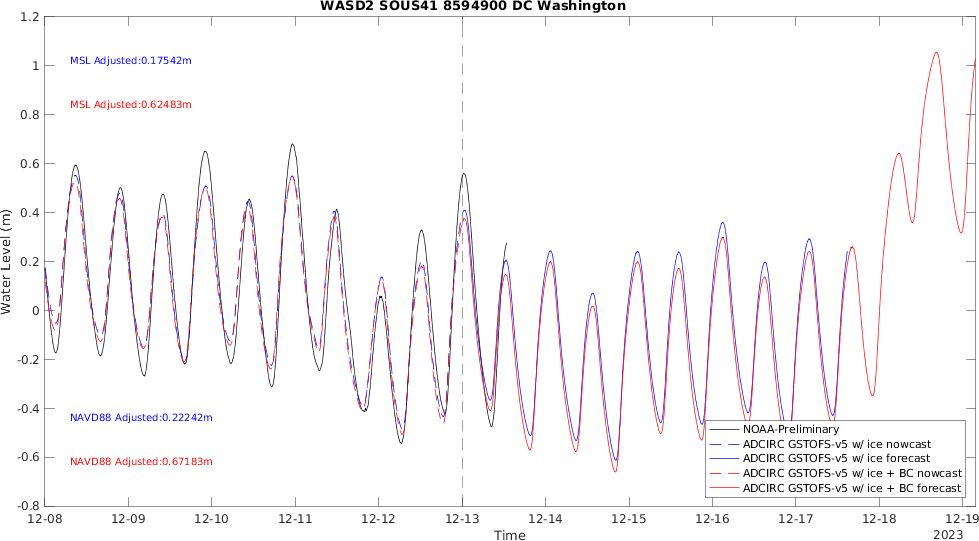 WASD2 SOUS41 8594900 DC Washington
1.2
1
0.8
0.6
0.4
0.2
0
-0.2
-0.4
-0.6
-0.8
Water Level (m)
MSL Adjusted:0.17542m
MSL Adjusted:0.62483m
NAVD88 Adjusted:0.22242m
NAVD88 Adjusted:0.67183m
NOAA-Preliminary
ADCIRC GSTOFS-v5 w/ ice nowcast
ADCIRC GSTOFS-v5 w/ ice forecast
ADCIRC GSTOFS-v5 w/ ice + BC nowcast
ADCIRC GSTOFS-v5 w/ ice + BC forecast
12-08 12-09 12-10 12-11 12-12 12-13 12-14 12-15 12-16 12-17 12-18 12-19
Time
2023